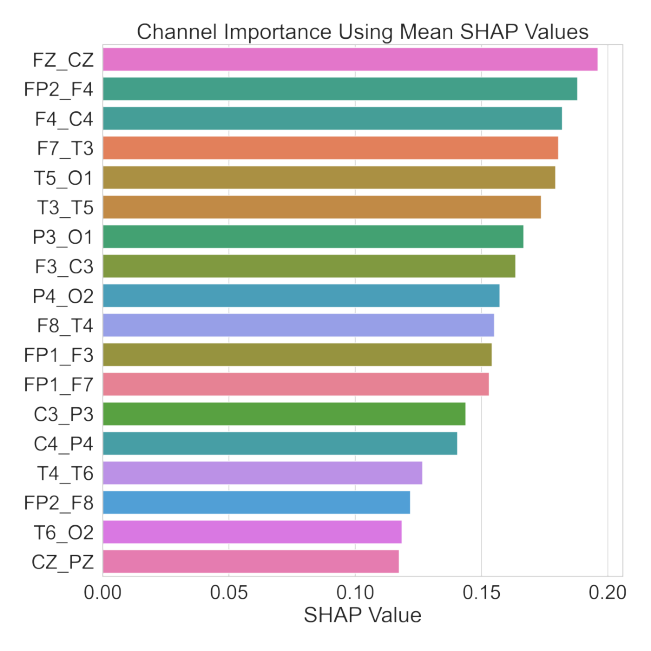 Channel Importance Using Mean SHAP Values
FZ_CZ
FP2_F4
F4_C4
F7_T3
T5_O1
T3_T5
P3_O1
F3_C3
P4_O2
F8_T4
FP1_F3
FP1_F7
C3_P3
C4_P4
T4_T6
FP2_F8
T6_O2
CZ_PZ
0.00 0.05 0.10 0.15 0.20
SHAP Value